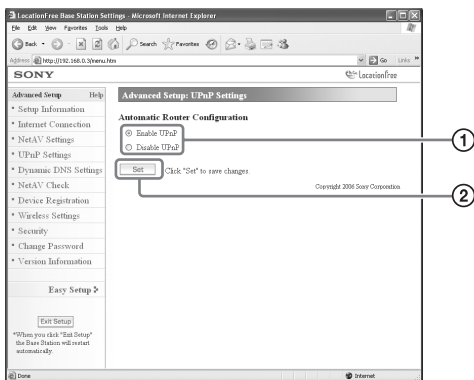 LocationFree Base Station Settings - Microsoft Internet Explorer
File Edit View Favorites Tools Help
Back Search Favorites
Address http://192.168.0.3/menu.htm Go Links »
SONY LocationFree
Advanced Setup Help
• Setup Information
• Internet Connection
• NetAV Settings
• UPnP Settings
• Dynamic DNS Settings
• NetAV Check
• Device Registration
• Wireless Settings
• Security
• Change Password
• Version Information
Easy Setup
Exit Setup
*When you click "Exit Setup"
the Base Station will restart
automatically.
Advanced Setup: UPnP Settings
Automatic Router Configuration
Enable UPnP
Disable UPnP
1
Set Click "Set" to save changes.
2
Copyright 2006 Sony Corporation
Done Internet